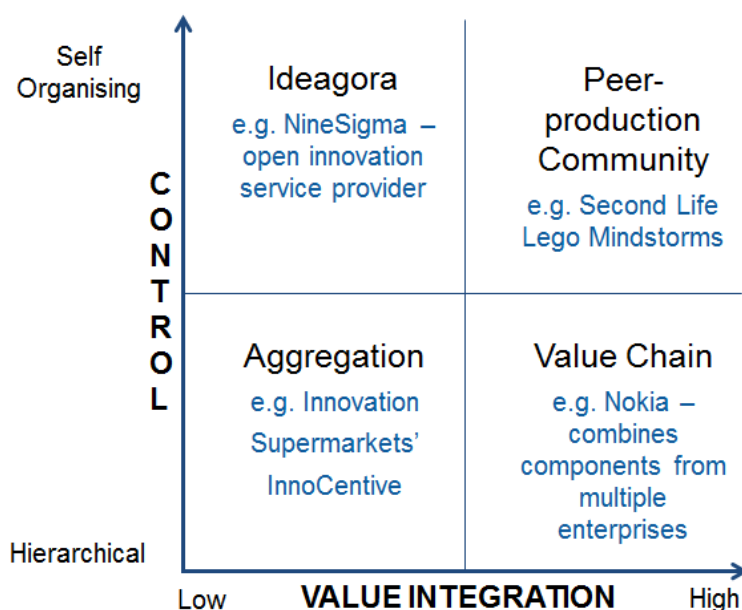 Self
Organising
CONTROL
Hierarchical
Ideagora
e.g. NineSigma –
open innovation
service provider
Peer-
production
Community
e.g. Second Life
Lego Mindstorms
Aggregation
e.g. Innovation
Supermarkets’
InnoCentive
Value Chain
e.g. Nokia –
combines
components from
multiple
enterprises
Low
VALUE INTEGRATION
High